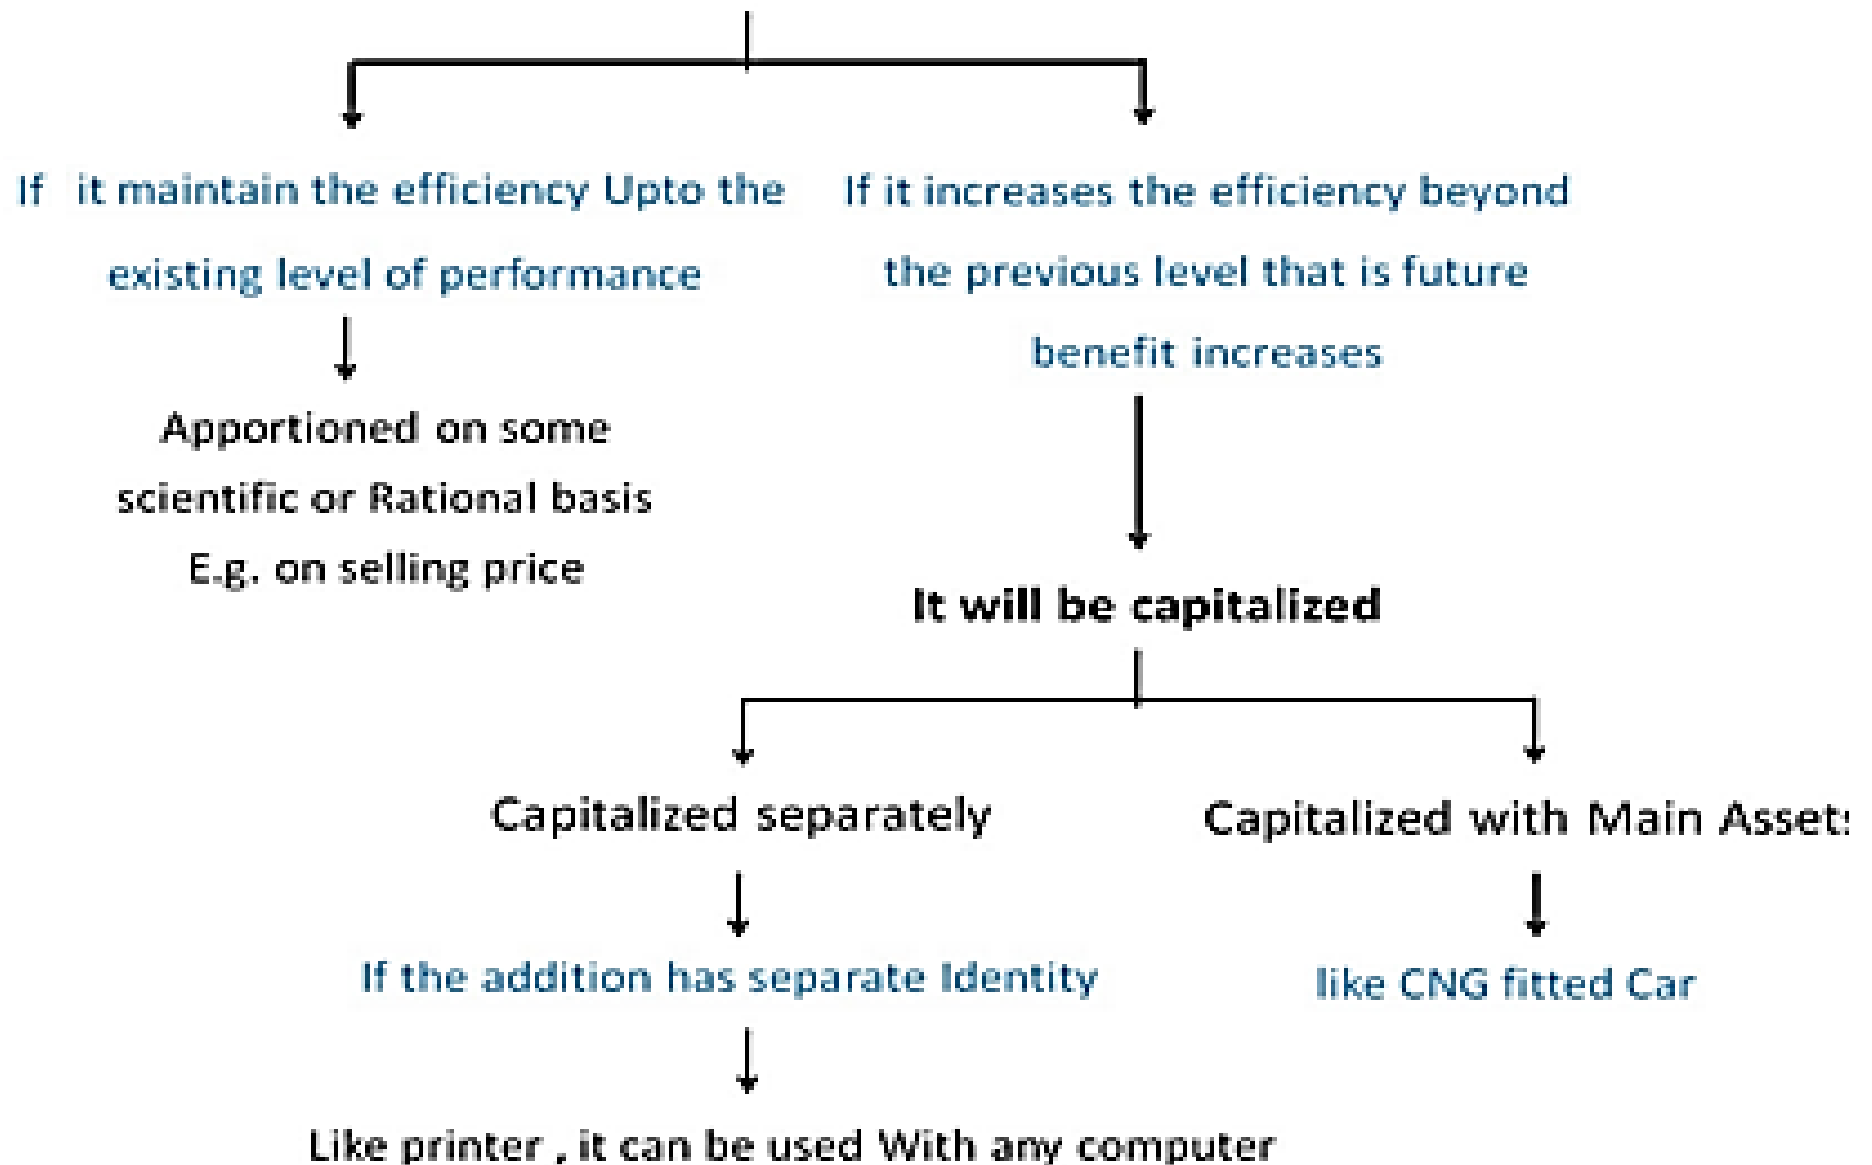 If it maintain the efficiency Upto the
existing level of performance
Apportioned on some
scientific or Rational basis
E.g. on selling price
If it increases the efficiency beyond
the previous level that is future
benefit increases
It will be capitalized
Capitalized separately
If the addition has separate Identity
Like printer , it can be used With any computer
Capitalized with Main Assets
like CNG fitted Car